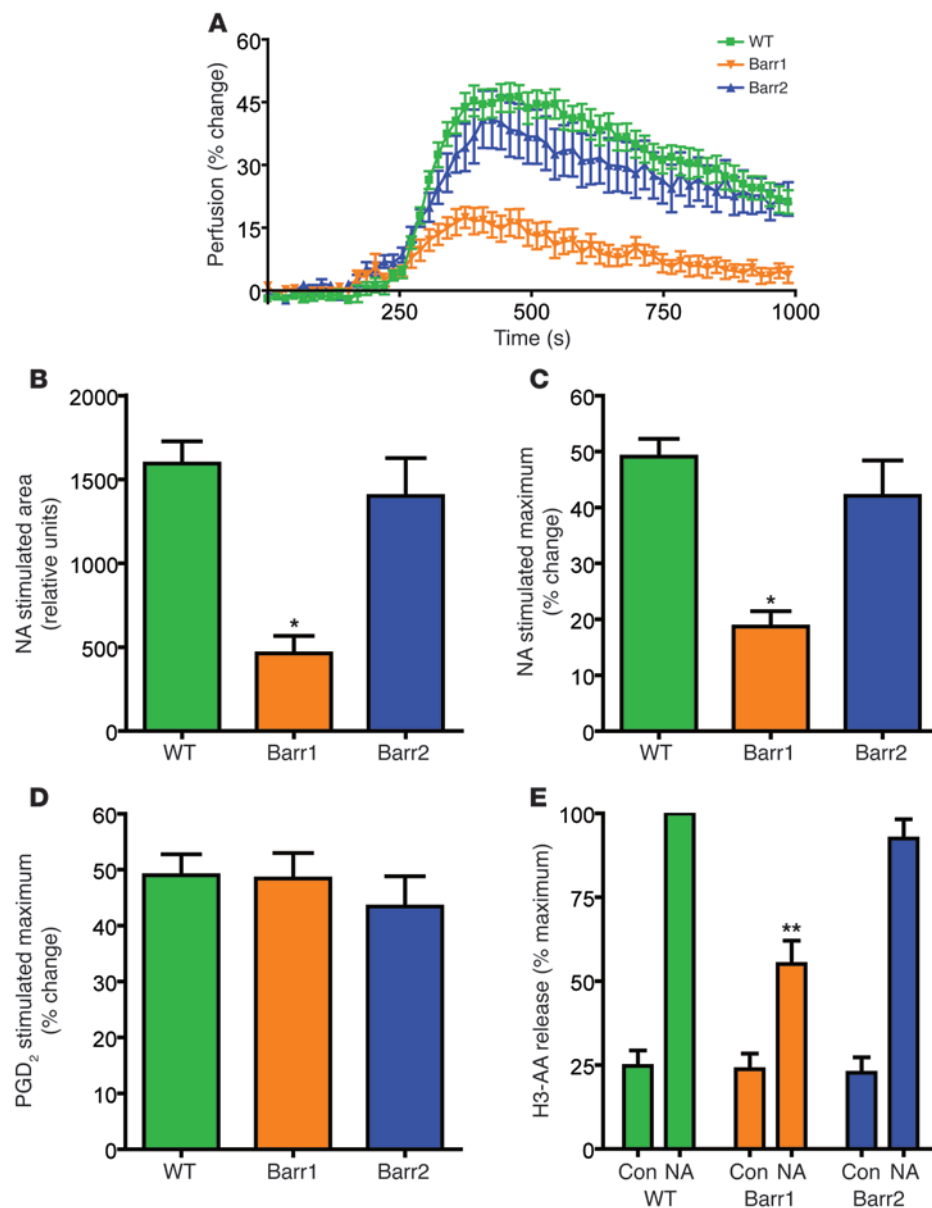 A
60
45
30
15
0
Perfusion (% change)
250
500
750
1000
Time (s)
WT
Barr1
Barr2
B
2000
1500
1000
500
0
NA stimulated area
(relative units)
*
WT
Barr1
Barr2
C
60
50
40
30
20
10
0
NA stimulated maximum
(% change)
*
WT
Barr1
Barr2
D
60
50
40
30
20
10
0
PGD₂ stimulated maximum
(% change)
WT
Barr1
Barr2
E
100
75
50
25
0
H3-AA release (% maximum)
**
Con NA
Con NA
Con NA
WT
Barr1
Barr2